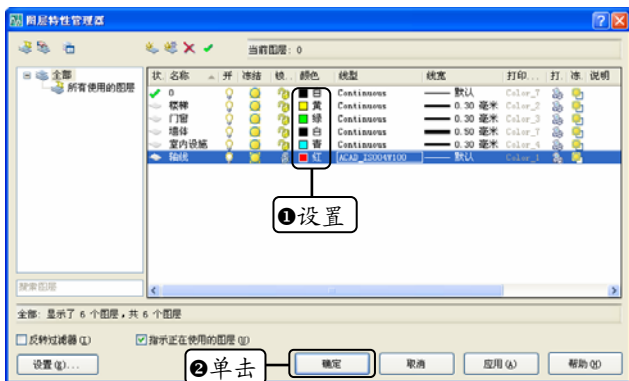 图层特性管理器
当前图层: 0
全部
所有使用的图层
状. 名称 开 冻结 锁.. 颜色 线型 线宽 打印... 打. 冻. 说明
0 白 Continuous 默认 Color_7
楼梯 黄 Continuous 0.30 毫米 Color_2
门窗 绿 Continuous 0.30 毫米 Color_3
墙体 白 Continuous 0.50 毫米 Color_7
室内设施 青 Continuous 0.30 毫米 Color_4
轴线 红 ACAD_ISO04W100 默认 Color_1
❶设置
搜索图层
全部: 显示了 6 个图层，共 6 个图层
反转过滤器(I) 指示正在使用的图层(U)
设置(E)... ❷单击 确定 取消 应用(A) 帮助(H)